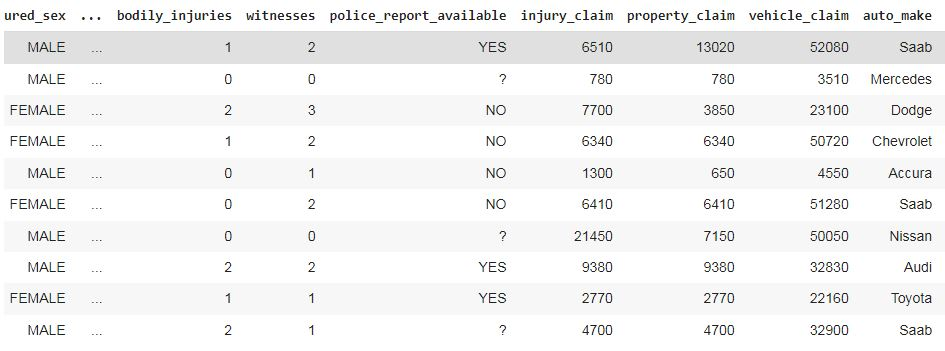 ured_sex ... bodily_injuries witnesses police_report_available injury_claim property_claim vehicle_claim auto_make
MALE ... 1 2 YES 6510 13020 52080 Saab
MALE ... 0 0 ? 780 780 3510 Mercedes
FEMALE ... 2 3 NO 7700 3850 23100 Dodge
FEMALE ... 1 2 NO 6340 6340 50720 Chevrolet
MALE ... 0 1 NO 1300 650 4550 Accura
FEMALE ... 0 2 NO 6410 6410 51280 Saab
MALE ... 0 0 ? 21450 7150 50050 Nissan
MALE ... 2 2 YES 9380 9380 32830 Audi
FEMALE ... 1 1 YES 2770 2770 22160 Toyota
MALE ... 2 1 ? 4700 4700 32900 Saab